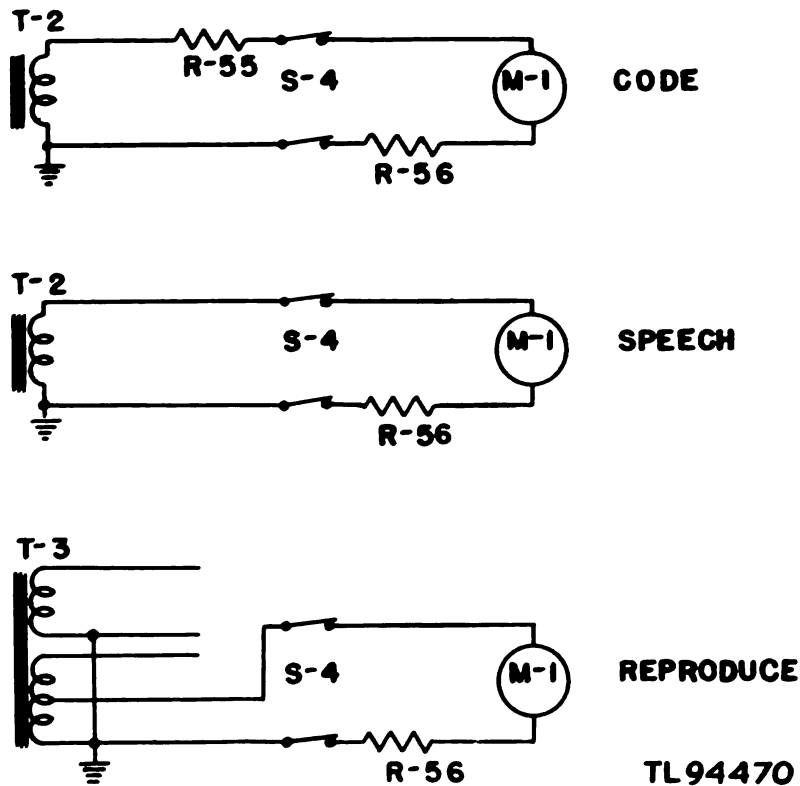 T-2
R-55
S-4
M-1
CODE
R-56
T-2
S-4
M-1
SPEECH
R-56
T-3
S-4
M-1
REPRODUCE
R-56
TL94470